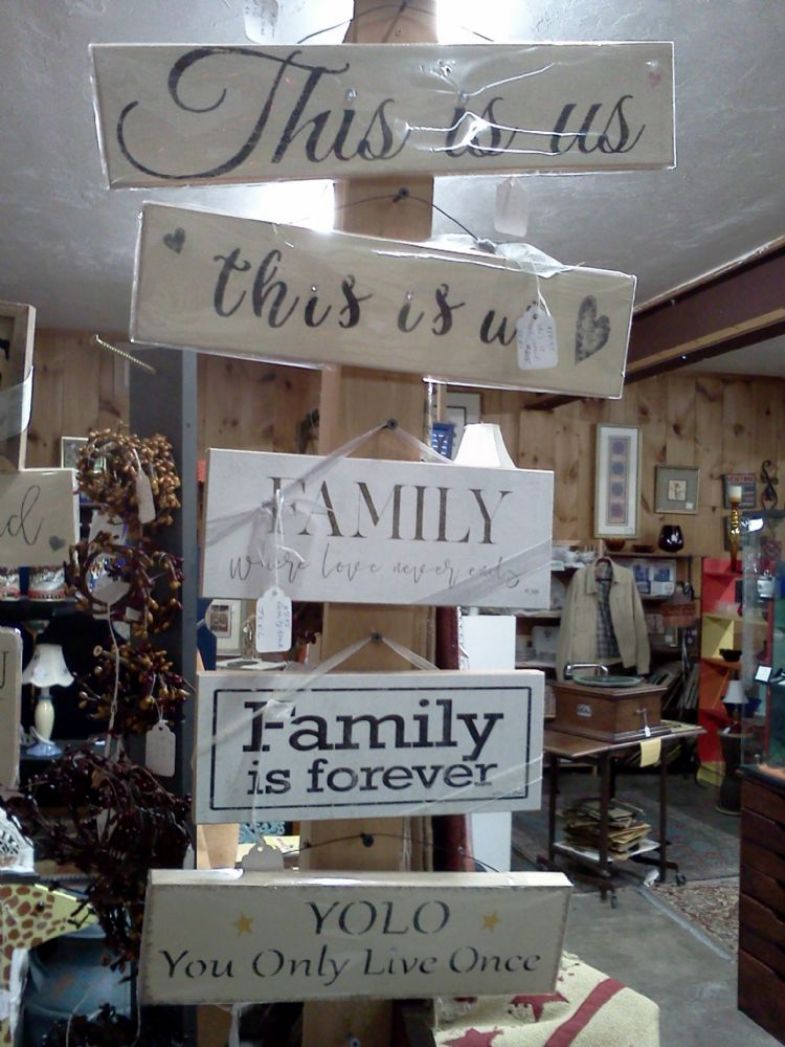 This is us
this is us
FAMILY
where love never ends
Family
is forever
YOLO
You Only Live Once